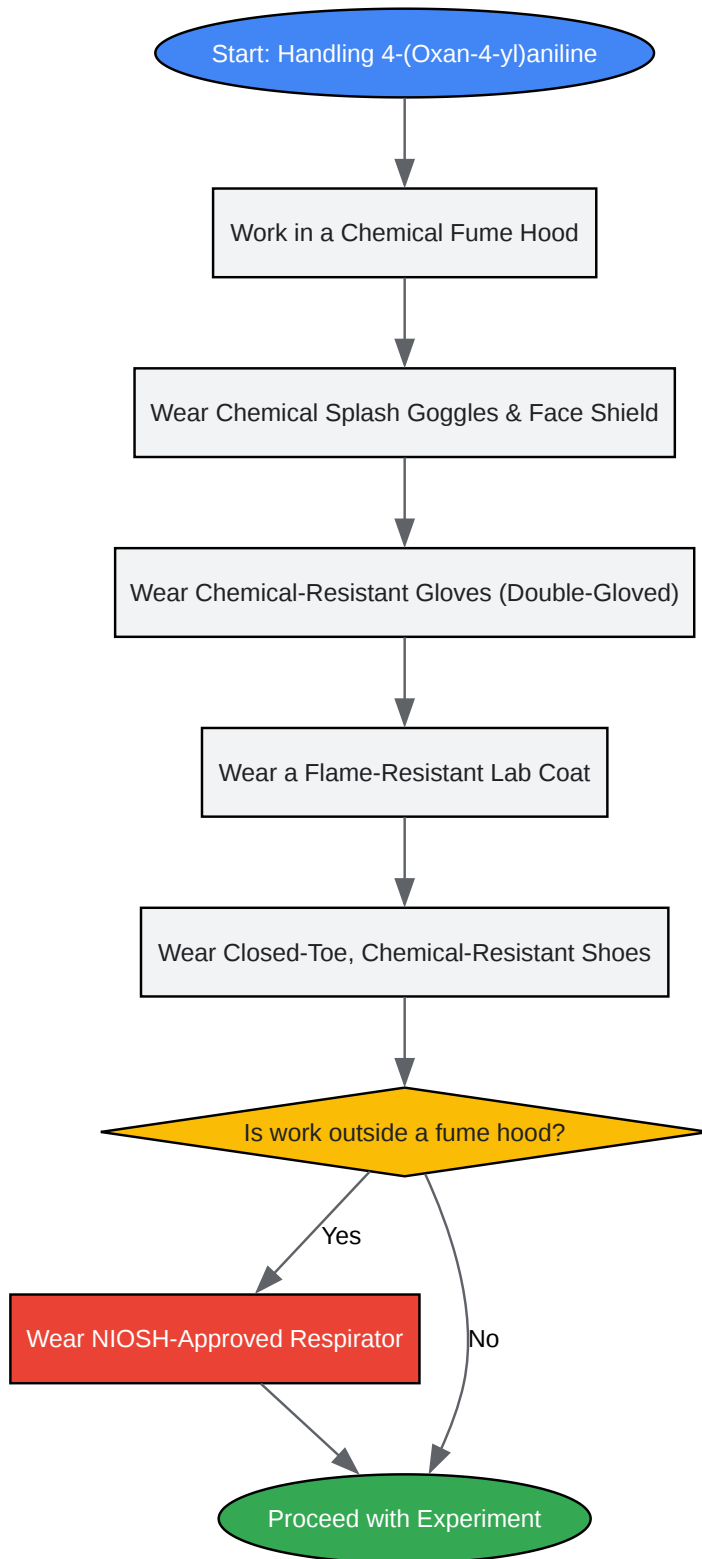 Start: Handling 4-(Oxan-4-yl)aniline
Work in a Chemical Fume Hood
Wear Chemical Splash Goggles & Face Shield
Wear Chemical-Resistant Gloves (Double-Gloved)
Wear a Flame-Resistant Lab Coat
Wear Closed-Toe, Chemical-Resistant Shoes
Is work outside a fume hood?
Yes
Wear NIOSH-Approved Respirator
No
Proceed with Experiment